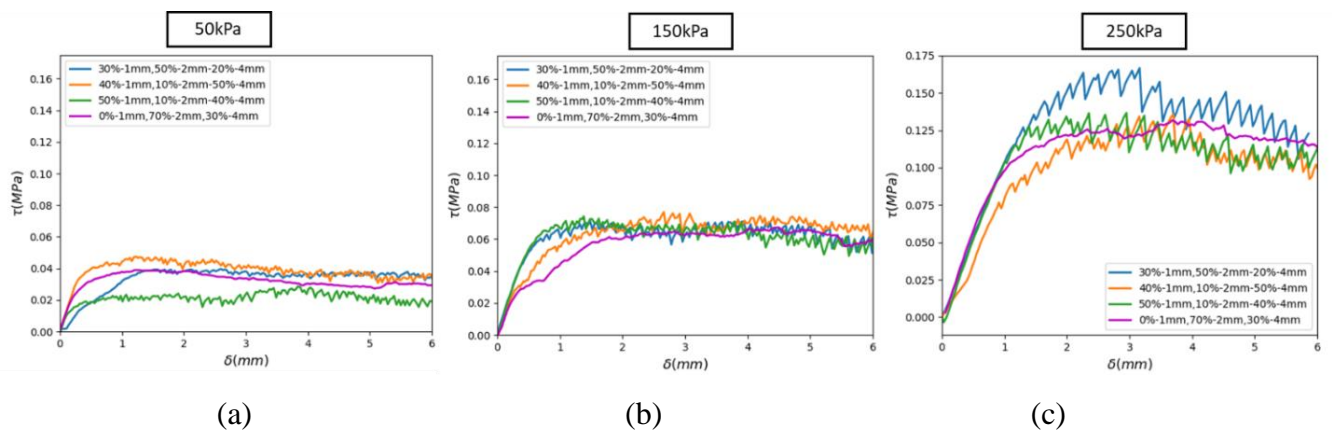 50kPa
150kPa
250kPa
0.16
0.14
0.12
0.10
0.08
0.06
0.04
0.02
0.00
τ(MPa)
30%-1mm,50%-2mm-20%-4mm
40%-1mm,10%-2mm-50%-4mm
50%-1mm,10%-2mm-40%-4mm
0%-1mm,70%-2mm,30%-4mm
0 1 2 3 4 5 6
δ(mm)
0.16
0.14
0.12
0.10
0.08
0.06
0.04
0.02
0.00
τ(MPa)
30%-1mm,50%-2mm-20%-4mm
40%-1mm,10%-2mm-50%-4mm
50%-1mm,10%-2mm-40%-4mm
0%-1mm,70%-2mm,30%-4mm
0 1 2 3 4 5 6
δ(mm)
0.175
0.150
0.125
0.100
0.075
0.050
0.025
0.000
τ(MPa)
30%-1mm,50%-2mm-20%-4mm
40%-1mm,10%-2mm-50%-4mm
50%-1mm,10%-2mm-40%-4mm
0%-1mm,70%-2mm,30%-4mm
0 1 2 3 4 5 6
δ(mm)
(a)
(b)
(c)